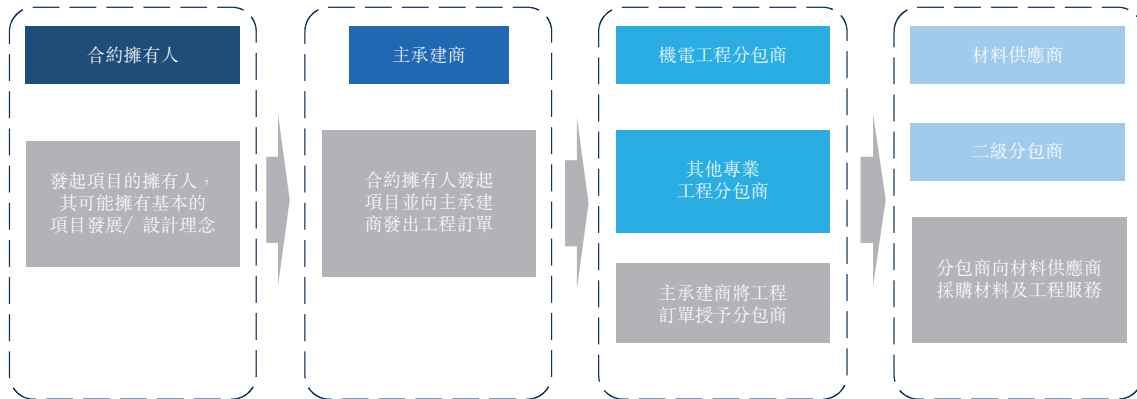 合約擁有人
發起項目的擁有人，
其可能擁有基本的
項目發展/ 設計理念
主承建商
合約擁有人發起
項目並向主承建
商發出工程訂單
機電工程分包商
其他專業
工程分包商
主承建商將工程
訂單授予分包商
材料供應商
二級分包商
分包商向材料供應商
採購材料及工程服務